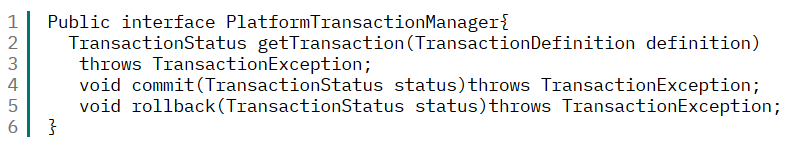 1 Public interface PlatformTransactionManager{
2 TransactionStatus getTransaction(TransactionDefinition definition)
3 throws TransactionException;
4 void commit(TransactionStatus status)throws TransactionException;
5 void rollback(TransactionStatus status)throws TransactionException;
6 }